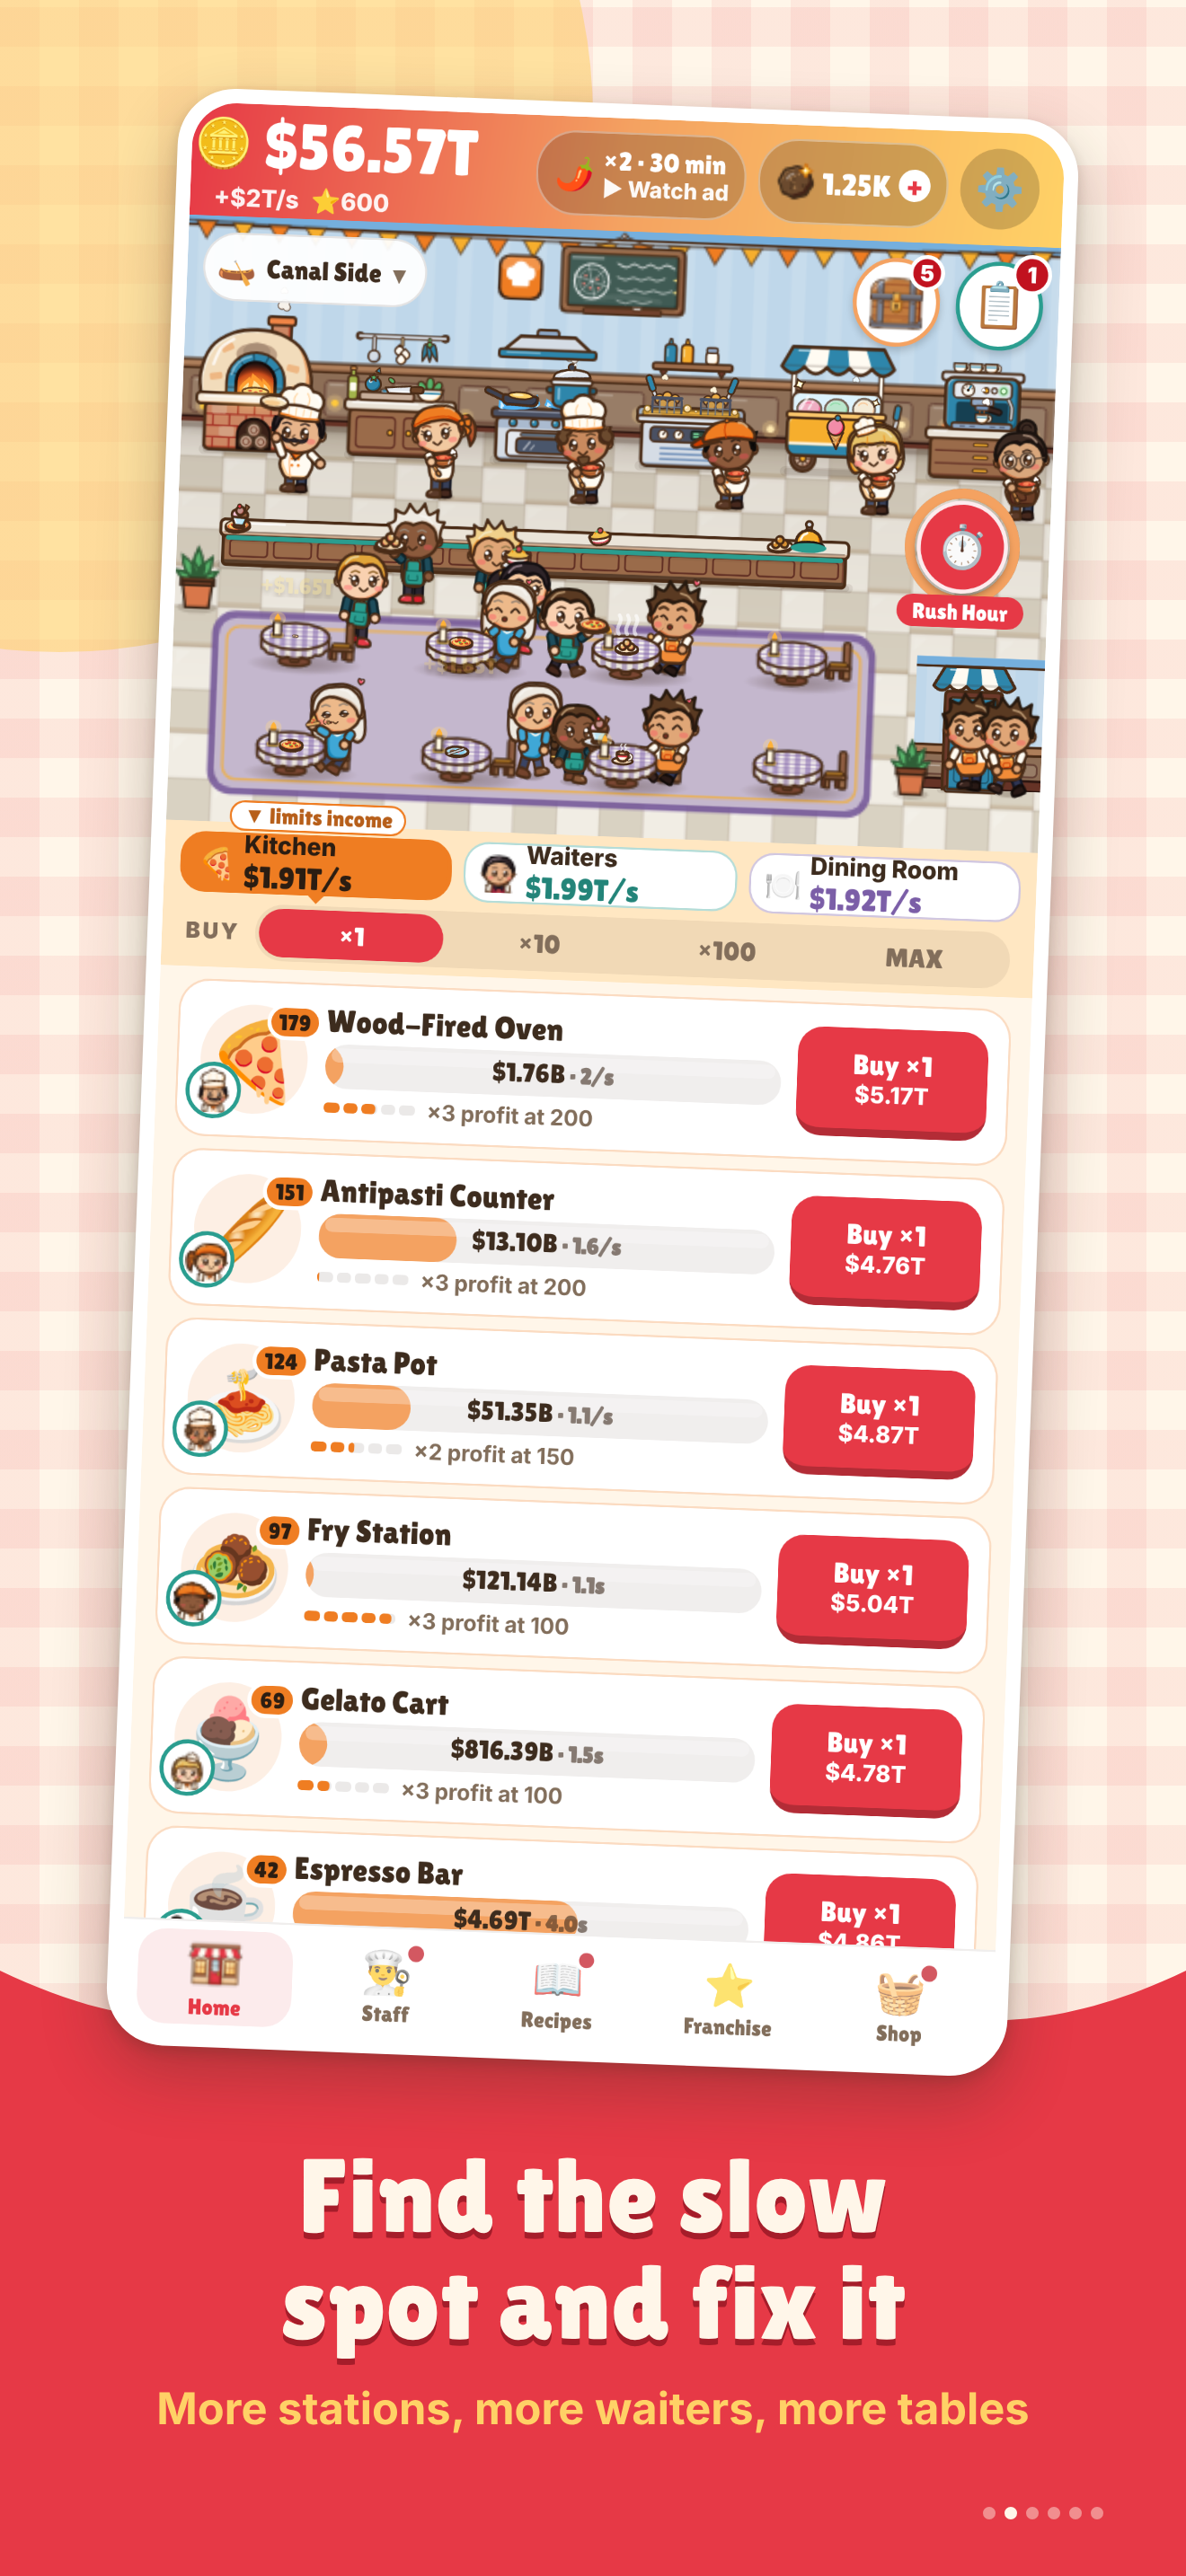 $56.57T
+$2T/s ⭐600
×2 · 30 min
▶ Watch ad
1.25K +
Canal Side ▼
5
1
+$1.65T
Rush Hour
▼ limits income
Kitchen
$1.91T/s
Waiters
$1.99T/s
Dining Room
$1.92T/s
BUY
×1
×10
×100
MAX
179 Wood-Fired Oven
$1.76B · 2/s
×3 profit at 200
Buy ×1
$5.17T
151 Antipasti Counter
$13.10B · 1.6/s
×3 profit at 200
Buy ×1
$4.76T
124 Pasta Pot
$51.35B · 1.1/s
×2 profit at 150
Buy ×1
$4.87T
97 Fry Station
$121.14B · 1.1s
×3 profit at 100
Buy ×1
$5.04T
69 Gelato Cart
$816.39B · 1.5s
×3 profit at 100
Buy ×1
$4.78T
42 Espresso Bar
$4.69T · 4.0s
Buy ×1
$4.86T
Home
Staff
Recipes
Franchise
Shop
Find the slow
spot and fix it
More stations, more waiters, more tables